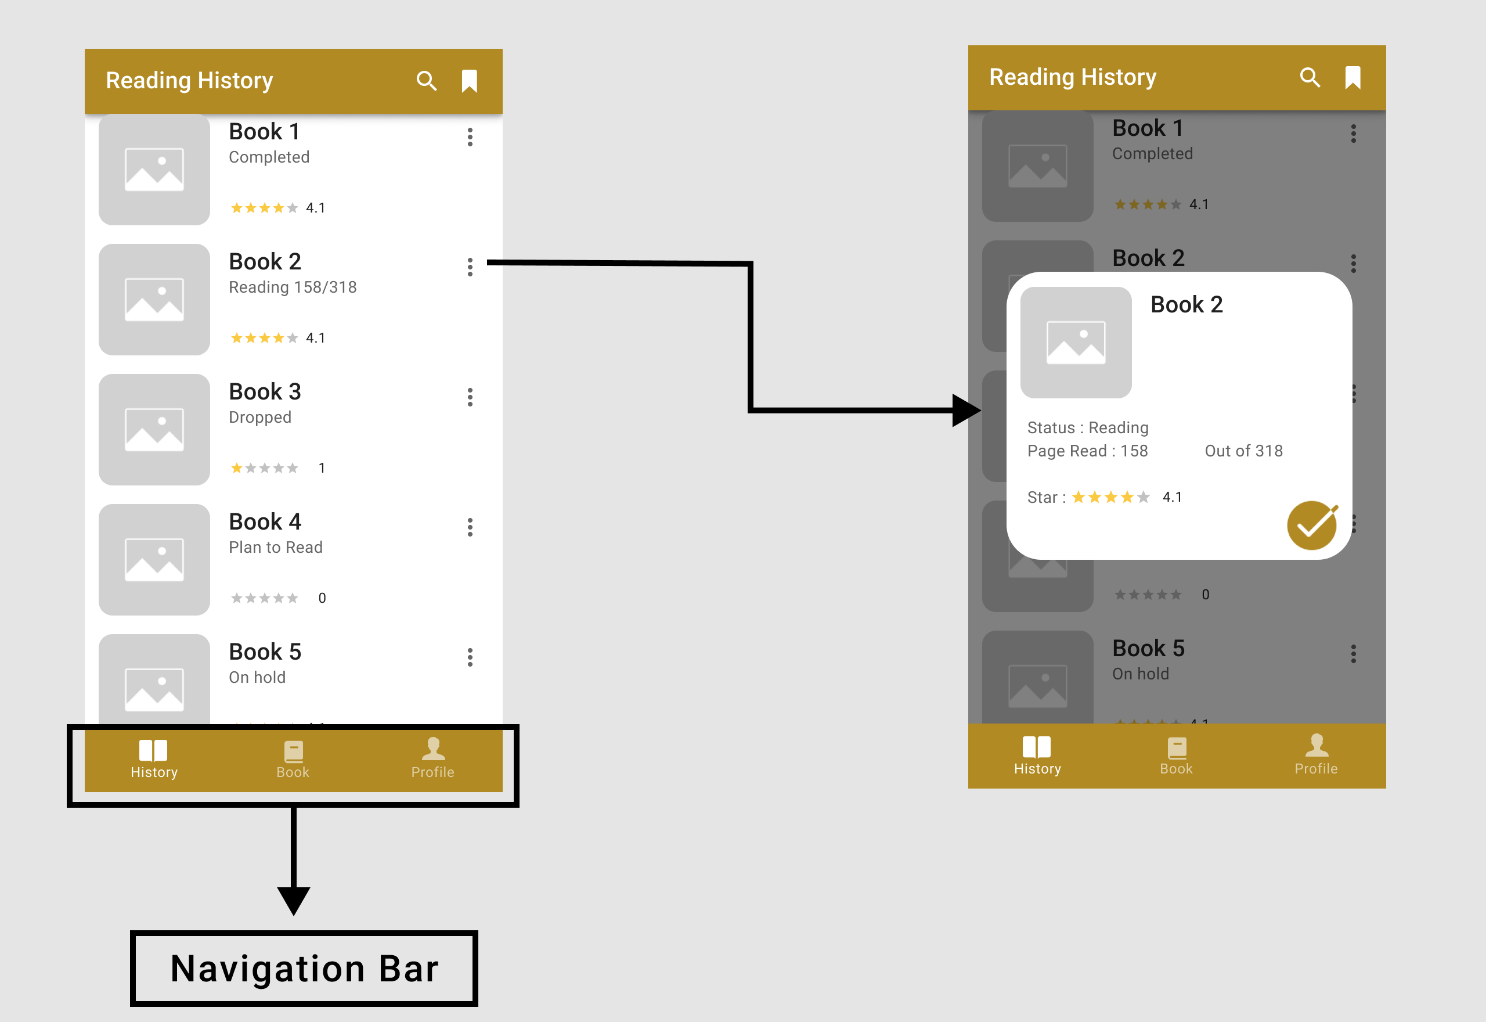 Reading History
Book 1
Completed
4.1
Book 2
Reading 158/318
4.1
Book 3
Dropped
1
Book 4
Plan to Read
0
Book 5
On hold
History Book Profile
Navigation Bar
Reading History
Book 1
Completed
4.1
Book 2
Book 2
Status : Reading
Page Read : 158 Out of 318
Star : 4.1
0
Book 5
On hold
4.1
History Book Profile